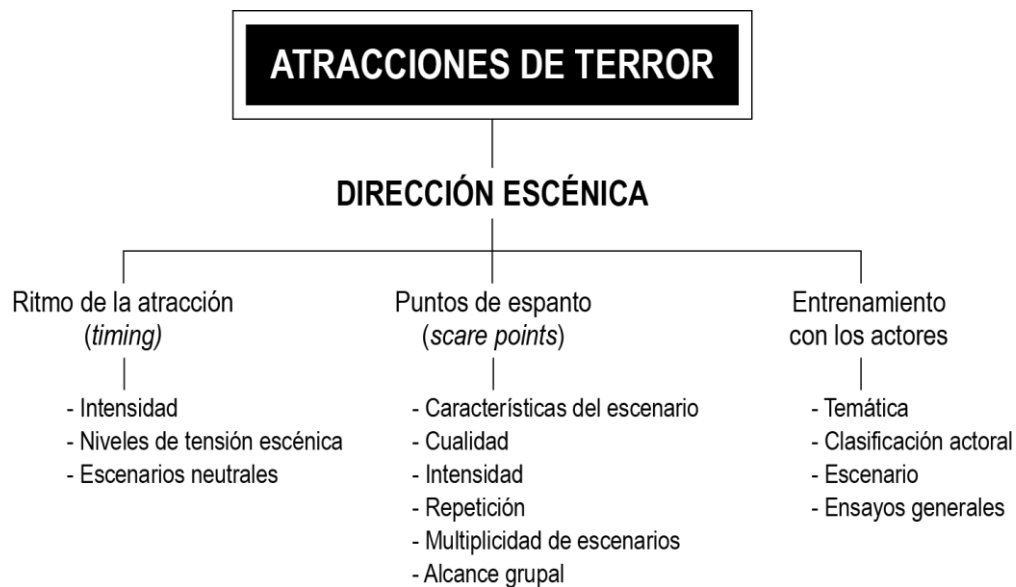 ATRACCIONES DE TERROR
DIRECCIÓN ESCÉNICA
Ritmo de la atracción
(timing)
- Intensidad
- Niveles de tensión escénica
- Escenarios neutrales
Puntos de espanto
(scare points)
- Características del escenario
- Cualidad
- Intensidad
- Repetición
- Multiplicidad de escenarios
- Alcance grupal
Entrenamiento
con los actores
- Temática
- Clasificación actoral
- Escenario
- Ensayos generales